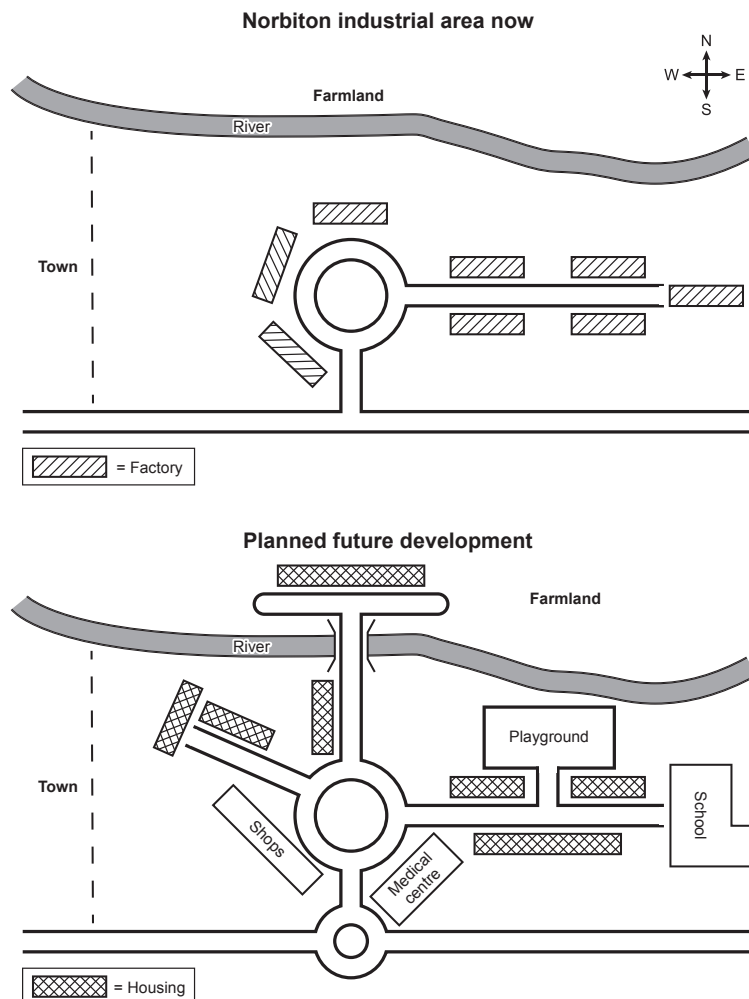 Norbiton industrial area now
N
W E
S
Farmland
River
Town
= Factory
Planned future development
Farmland
River
Playground
Town
School
Shops
Medical
centre
= Housing